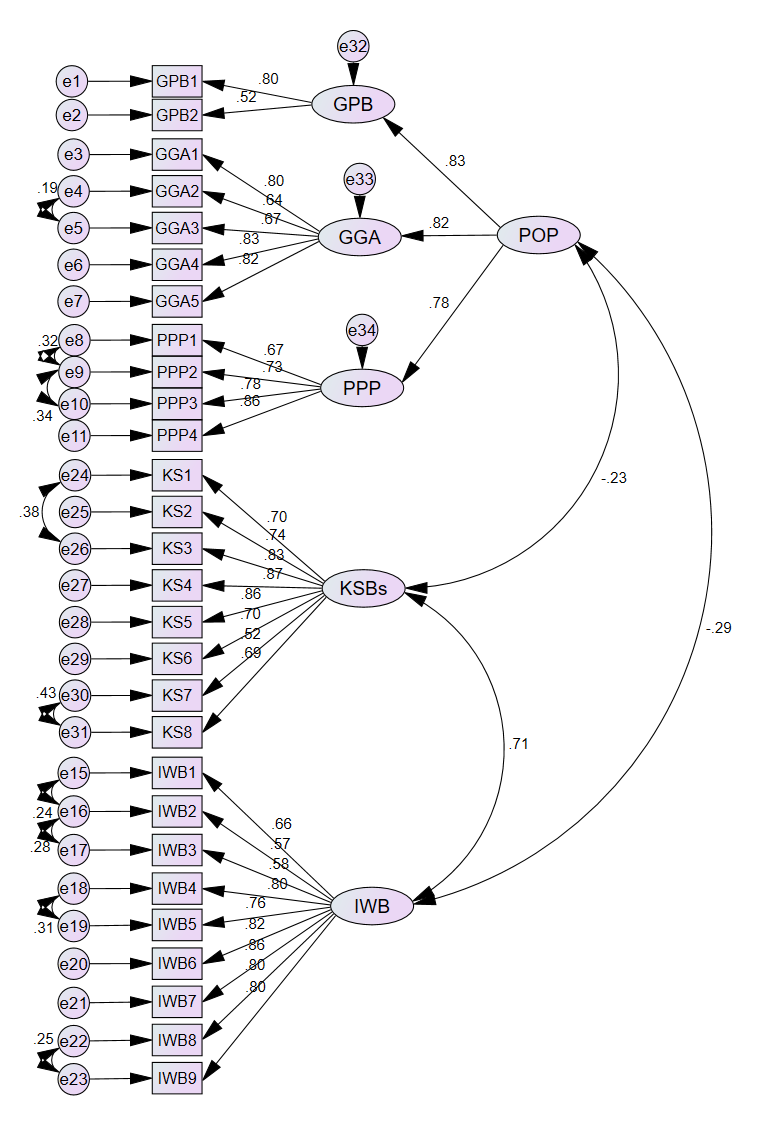 e32
e1 GPB1 .80
GPB
e2 GPB2 .52
e3 GGA1
.83
e33
.19 e4 GGA2 .80
.64
e5 GGA3 .67
.82
GGA
POP
.83
e6 GGA4
.82
e7 GGA5
.78
e34
.32 e8 PPP1
.67
e9 PPP2 .73
.78
PPP
e10 PPP3
.86
.34
e11 PPP4
e24 KS1
-.23
.38 e25 KS2 .70
.74
e26 KS3 .83
.87
e27 KS4
KSBs
.86
e28 KS5
.70
-.29
.52
e29 KS6 .69
.43 e30 KS7
e31 KS8
.71
e15 IWB1
.24 e16 IWB2
.66
.57
.28 e17 IWB3
.58
e18 IWB4 .80
.76
IWB
.31 e19 IWB5 .82
.86
e20 IWB6 .80
.80
e21 IWB7
.25 e22 IWB8
e23 IWB9